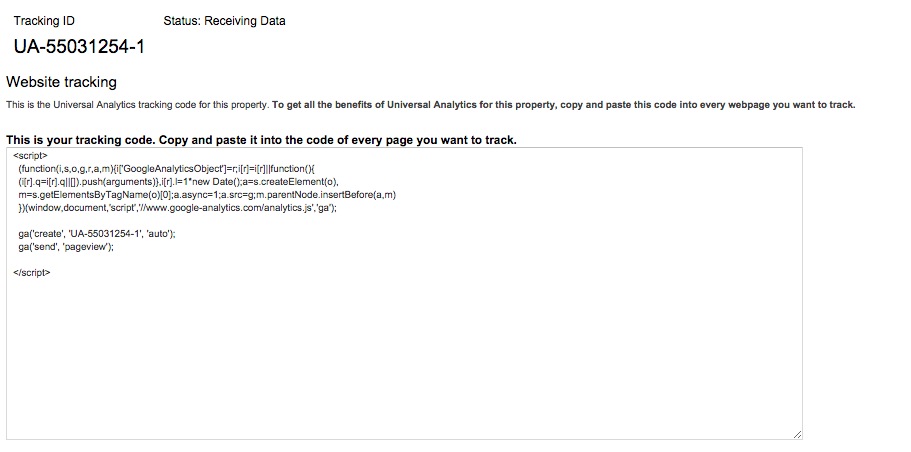 Tracking ID Status: Receiving Data
UA-55031254-1
Website tracking
This is the Universal Analytics tracking code for this property. To get all the benefits of Universal Analytics for this property, copy and paste this code into every webpage you want to track.
This is your tracking code. Copy and paste it into the code of every page you want to track.
<script>
(function(i,s,o,g,r,a,m){i['GoogleAnalyticsObject']=r;i[r]=i[r]||function(){
(i[r].q=i[r].q||[]).push(arguments)},i[r].l=1*new Date();a=s.createElement(o),
m=s.getElementsByTagName(o)[0];a.async=1;a.src=g;m.parentNode.insertBefore(a,m)
})(window,document,'script','//www.google-analytics.com/analytics.js','ga');
ga('create', 'UA-55031254-1', 'auto');
ga('send', 'pageview');
</script>